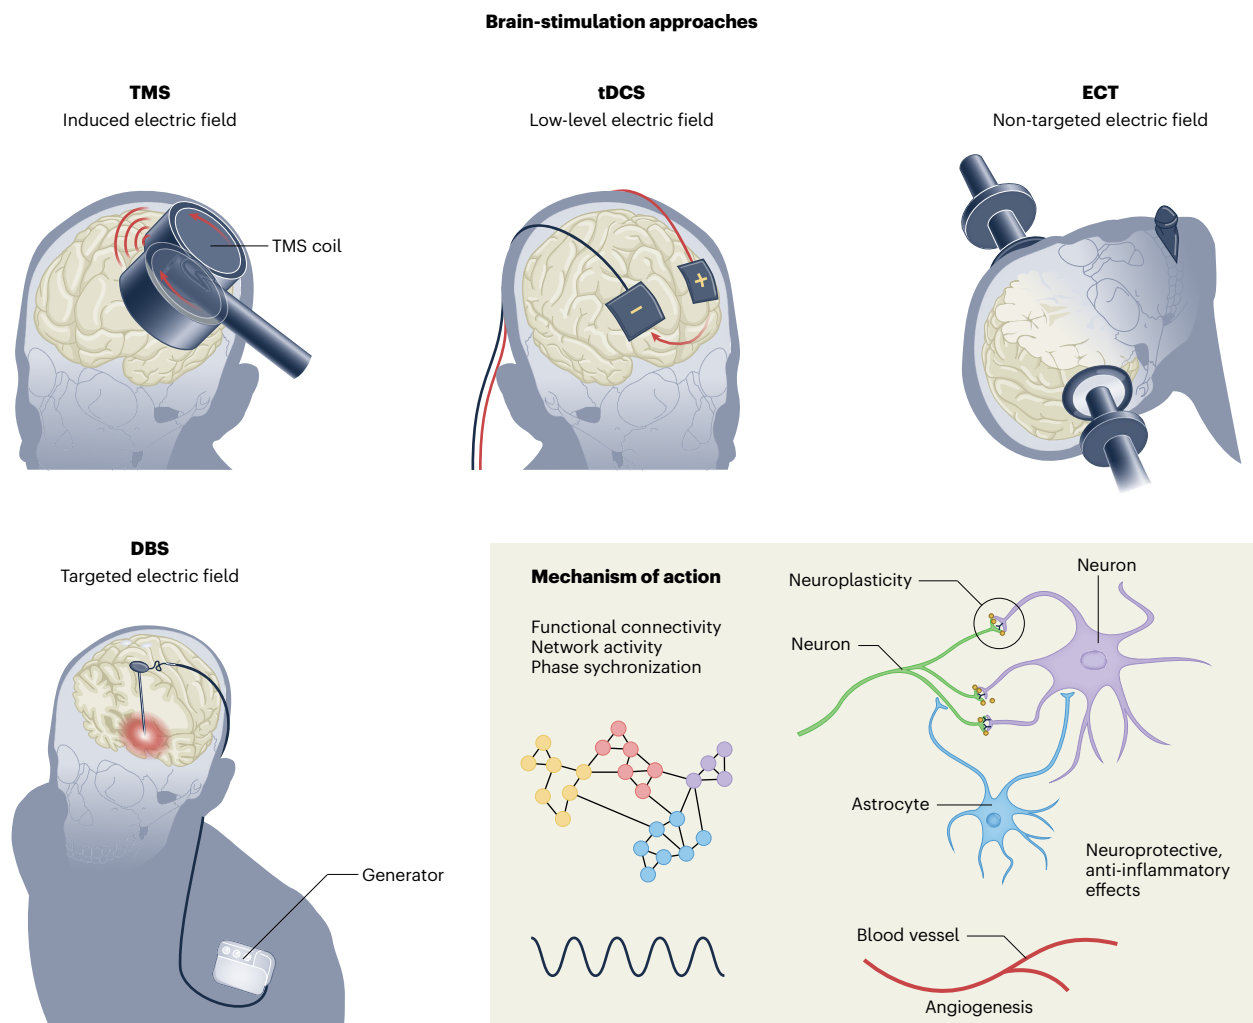 Brain-stimulation approaches
TMS
Induced electric field
TMS coil
tDCS
Low-level electric field
+
−
ECT
Non-targeted electric field
DBS
Targeted electric field
Generator
Mechanism of action
Functional connectivity
Network activity
Phase sychronization
Neuroplasticity
Neuron
Neuron
Astrocyte
Neuroprotective,
anti-inflammatory
effects
Blood vessel
Angiogenesis